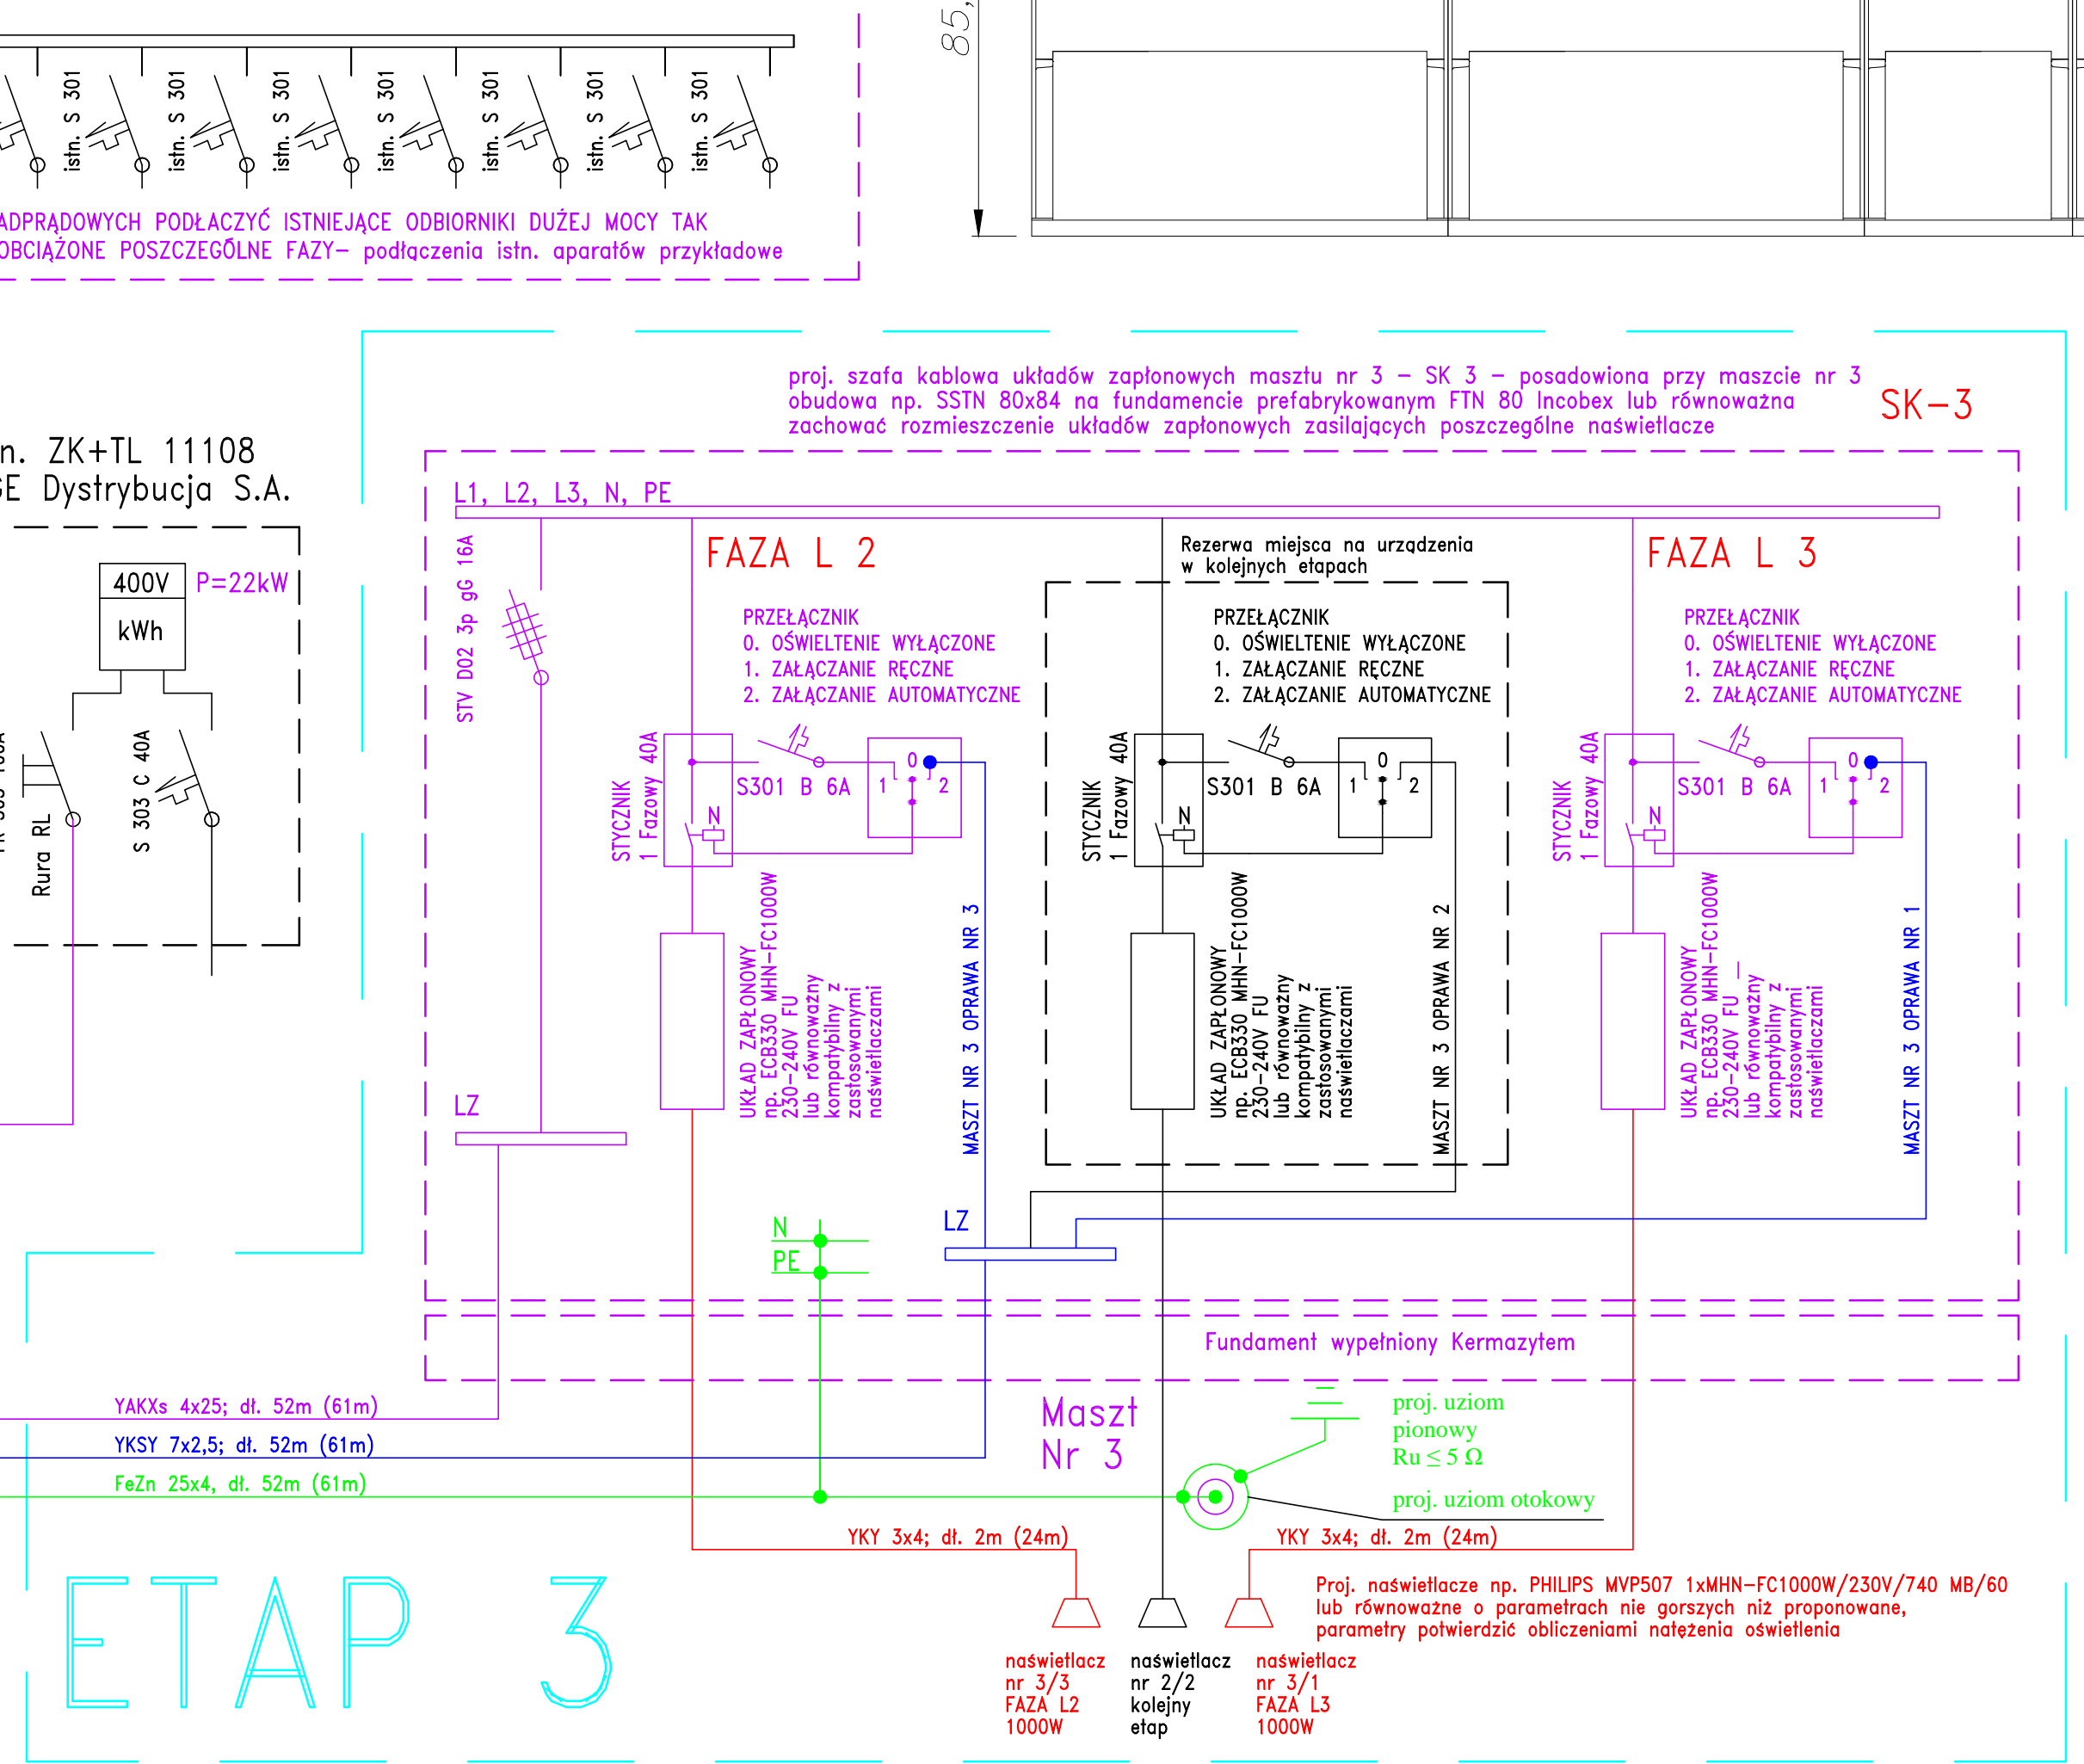 85,
istn. S 301
istn. S 301
istn. S 301
istn. S 301
istn. S 301
istn. S 301
istn. S 301
ADPRĄDOWYCH PODŁACZYĆ ISTNIEJĄCE ODBIORNIKI DUŻEJ MOCY TAK
OBCIĄŻONE POSZCZEGÓLNE FAZY– podłączenia istn. aparatów przykładowe
proj. szafa kablowa układów zapłonowych masztu nr 3 – SK 3 – posadowiona przy maszcie nr 3
obudowa np. SSTN 80x84 na fundamencie prefabrykowanym FTN 80 Incobex lub równoważna
zachować rozmieszczenie układów zapłonowych zasilających poszczególne naświetlacze
SK–3
n. ZK+TL 11108
GE Dystrybucja S.A.
400V
kWh
P=22kW
Rura RL
S 303 C 40A
L1, L2, L3, N, PE
STV D02 3p gG 16A
FAZA L 2
PRZEŁĄCZNIK
0. OŚWIELTENIE WYŁĄCZONE
1. ZAŁĄCZANIE RĘCZNE
2. ZAŁĄCZANIE AUTOMATYCZNE
STYCZNIK
1 Fazowy 40A
N
S301 B 6A
1 0 2
UKŁAD ZAPŁONOWY
np. ECB330 MHN–FC1000W
230–240V FU
lub równoważny
kompatybilny z
zastosowanymi
naświetlaczami
MASZT NR 3 OPRAWA NR 3
Rezerwa miejsca na urządzenia
w kolejnych etapach
PRZEŁĄCZNIK
0. OŚWIELTENIE WYŁĄCZONE
1. ZAŁĄCZANIE RĘCZNE
2. ZAŁĄCZANIE AUTOMATYCZNE
STYCZNIK
1 Fazowy 40A
N
S301 B 6A
1 0 2
UKŁAD ZAPŁONOWY
np. ECB330 MHN–FC1000W
230–240V FU
lub równoważny
kompatybilny z
zastosowanymi
naświetlaczami
MASZT NR 3 OPRAWA NR 2
FAZA L 3
PRZEŁĄCZNIK
0. OŚWIELTENIE WYŁĄCZONE
1. ZAŁĄCZANIE RĘCZNE
2. ZAŁĄCZANIE AUTOMATYCZNE
STYCZNIK
1 Fazowy 40A
N
S301 B 6A
1 0 2
UKŁAD ZAPŁONOWY
np. ECB330 MHN–FC1000W
230–240V FU –
lub równoważny
kompatybilny z
zastosowanymi
naświetlaczami
MASZT NR 3 OPRAWA NR 1
LZ
N
PE
LZ
Fundament wypełniony Kermazytem
YAKXs 4x25; dł. 52m (61m)
YKSY 7x2,5; dł. 52m (61m)
FeZn 25x4, dł. 52m (61m)
Maszt
Nr 3
proj. uziom
pionowy
Ru ≤ 5 Ω
proj. uziom otokowy
YKY 3x4; dł. 2m (24m)
YKY 3x4; dł. 2m (24m)
Proj. naświetlacze np. PHILIPS MVP507 1xMHN–FC1000W/230V/740 MB/60
lub równoważne o parametrach nie gorszych niż proponowane,
parametry potwierdzić obliczeniami natężenia oświetlenia
naświetlacz
nr 3/3
FAZA L2
1000W
naświetlacz
nr 2/2
kolejny
etap
naświetlacz
nr 3/1
FAZA L3
1000W
ETAP 3